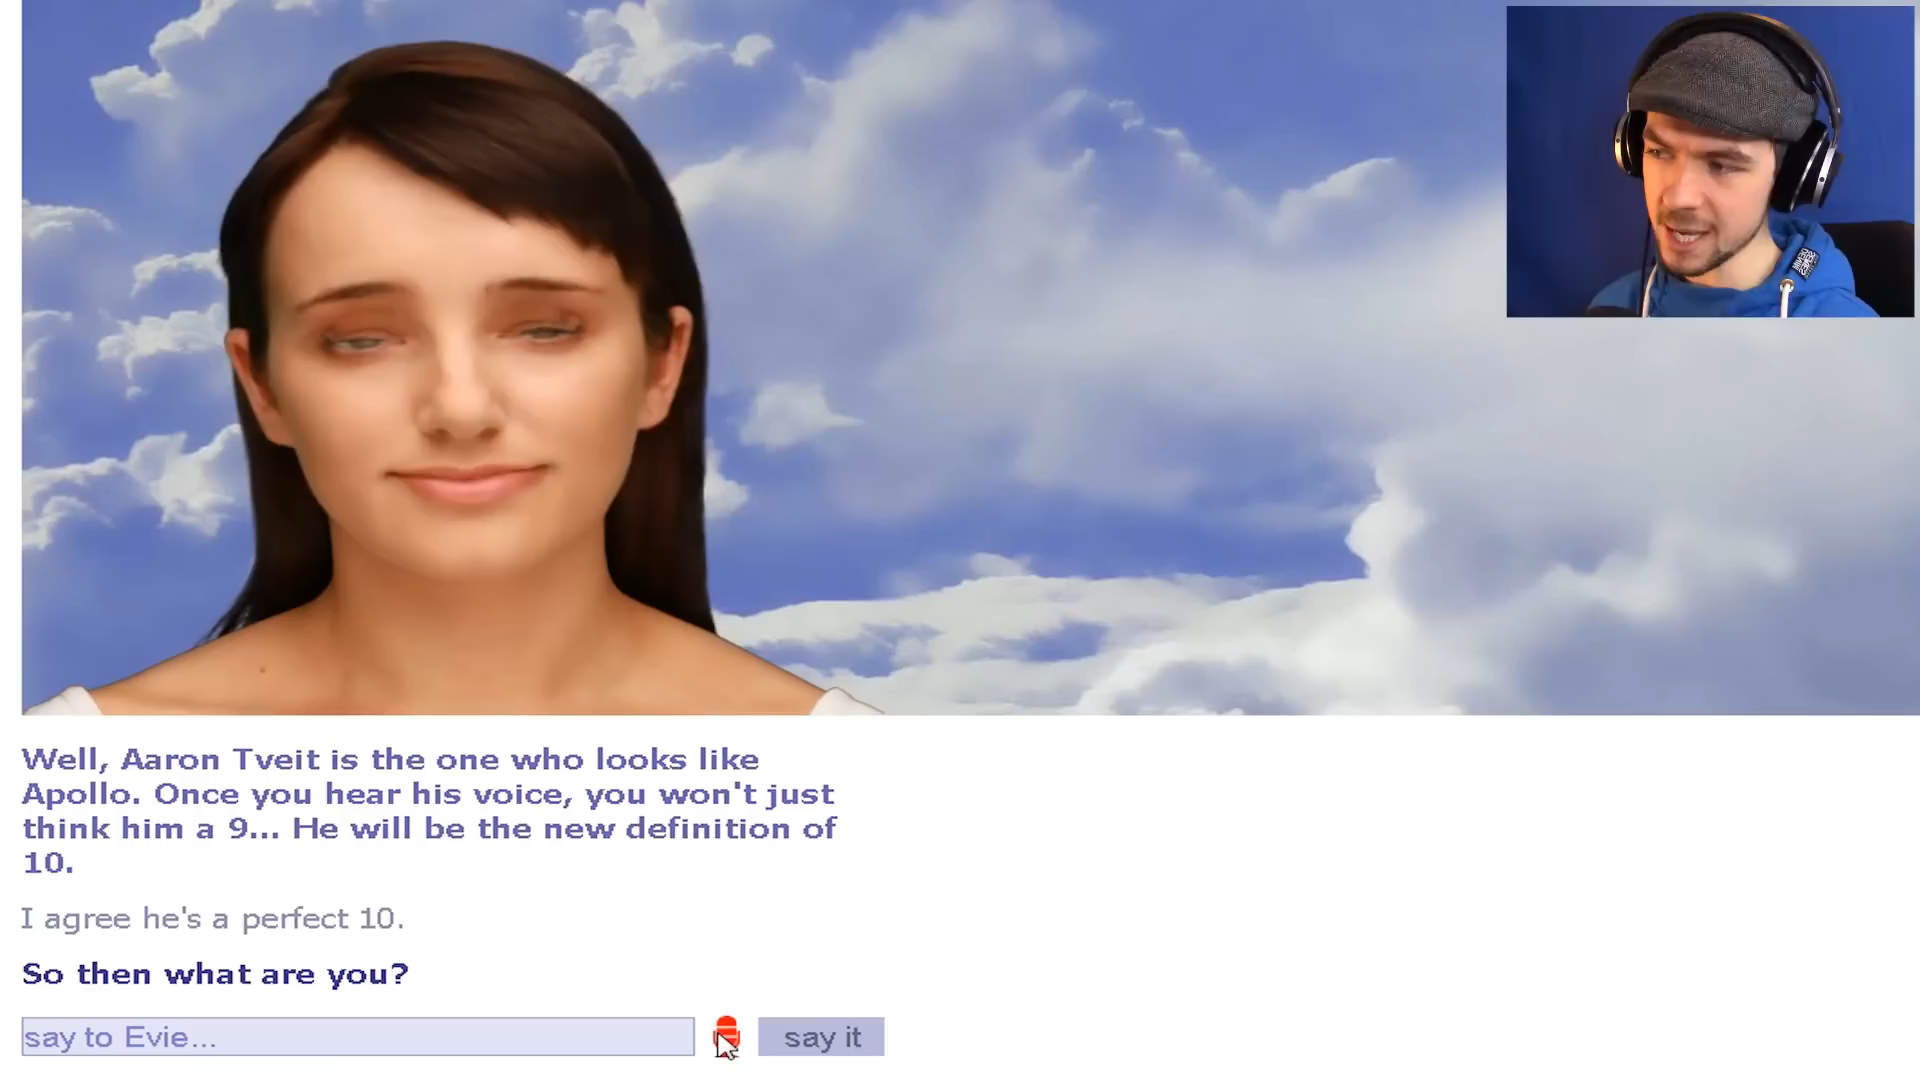 Well, Aaron Tveit is the one who looks like
Apollo. Once you hear his voice, you won't just
think him a 9... He will be the new definition of
10.
I agree he's a perfect 10.
So then what are you?
say to Evie...
say it